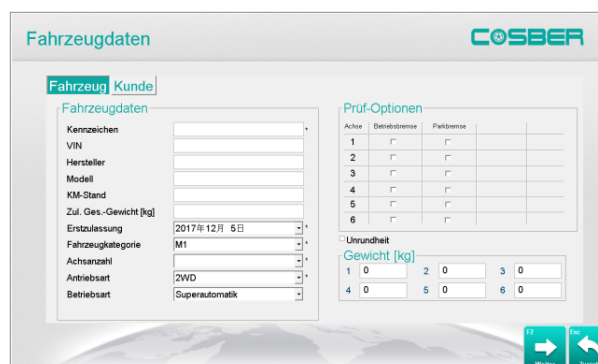 Fahrzeugdaten
COSBER
Fahrzeug Kunde
Fahrzeugdaten
Kennzeichen *
VIN
Hersteller
Modell
KM-Stand
Zul. Ges.-Gewicht [kg]
Erstzulassung 2017年12月 5日 *
Fahrzeugkategorie M1 *
Achsanzahl *
Antriebsart 2WD *
Betriebsart Superautomatik
Prüf-Optionen
Achse Betriebsbremse Parkbremse
1
2
3
4
5
6
Unrundheit
Gewicht [kg]
1 0 2 0 3 0
4 0 5 0 6 0
F7 Esc